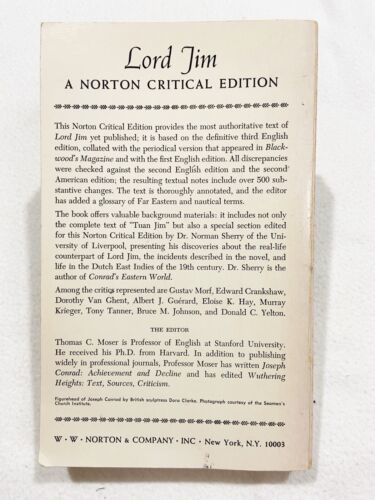 Lord Jim
A NORTON CRITICAL EDITION
This Norton Critical Edition provides the most authoritative text of
Lord Jim yet published; it is based on the definitive third English
edition, collated with the periodical version that appeared in Black-
wood's Magazine and with the first English edition. All discrepancies
were checked against the second English edition and the second
American edition; the resulting textual notes include over 500 sub-
stantive changes. The text is thoroughly annotated, and the editor
has added a glossary of Far Eastern and nautical terms.
The book offers valuable background materials: it includes not only
the complete text of "Tuan Jim" but also a special section edited for
this Norton Critical Edition by Dr. Norman Sherry of the Uni-
versity of Liverpool, presenting his discoveries about the real-life
counterpart of Lord Jim, the incidents described in the novel, and
life in the Dutch East Indies of the 19th century. Dr. Sherry is the
author of Conrad's Eastern World.
Among the critics represented are Gustav Morf, Edward Crankshaw,
Dorothy Van Ghent, Albert J. Guérard, Eloise K. Hay, Murray
Krieger, Tony Tanner, Bruce M. Johnson, and Donald C. Yelton.
THE EDITOR
Thomas C. Moser is Professor of English at Stanford University.
He received his Ph.D. from Harvard. In addition to publishing
widely in professional journals, Professor Moser has written Joseph
Conrad: Achievement and Decline and has edited Wuthering
Heights: Text, Sources, Criticism.
Figurehead of Joseph Conrad by British sculptress Dora Clarke. Photograph courtesy of the Seamen's
Church Institute.
W · W · NORTON & COMPANY · INC · New York, N.Y. 10003